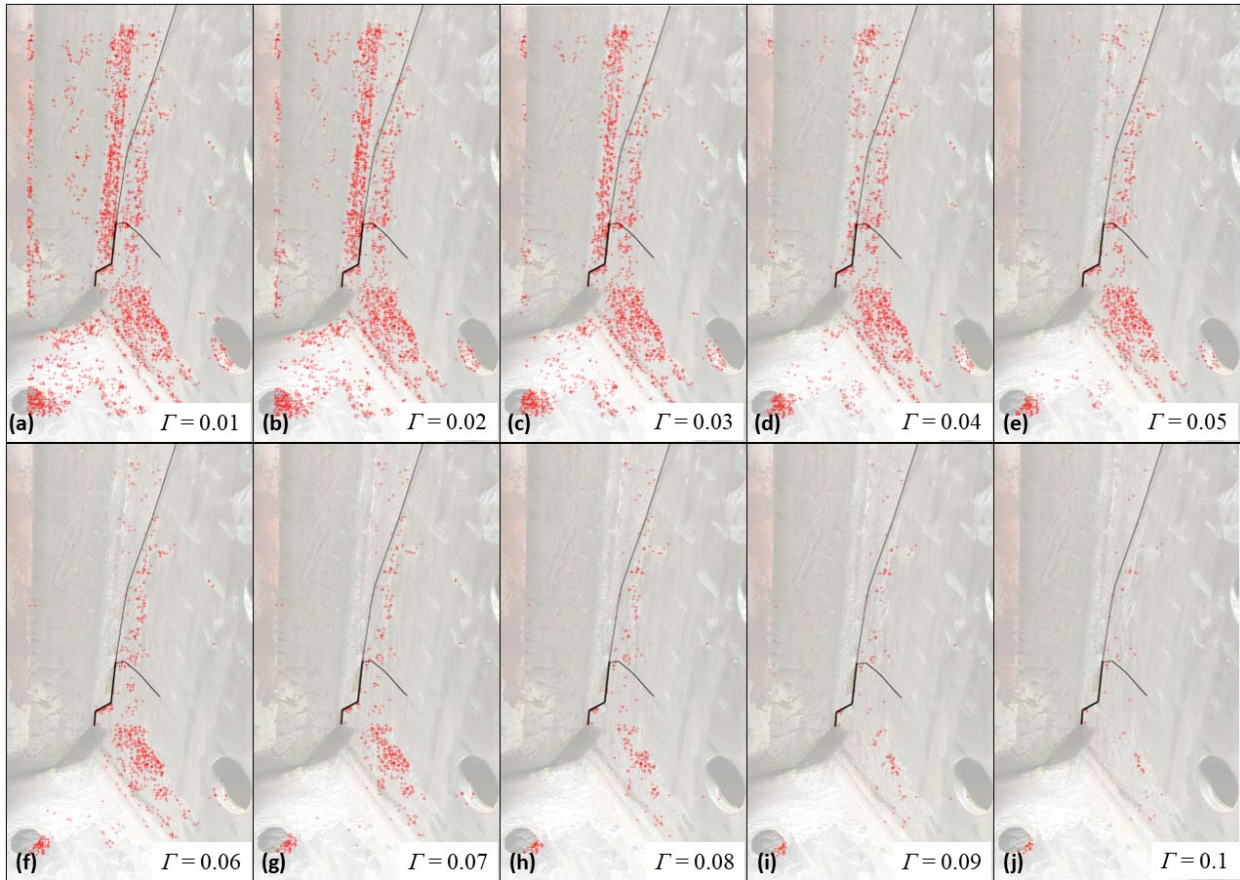 (a) Γ = 0.01
(b) Γ = 0.02
(c) Γ = 0.03
(d) Γ = 0.04
(e) Γ = 0.05
(f) Γ = 0.06
(g) Γ = 0.07
(h) Γ = 0.08
(i) Γ = 0.09
(j) Γ = 0.1